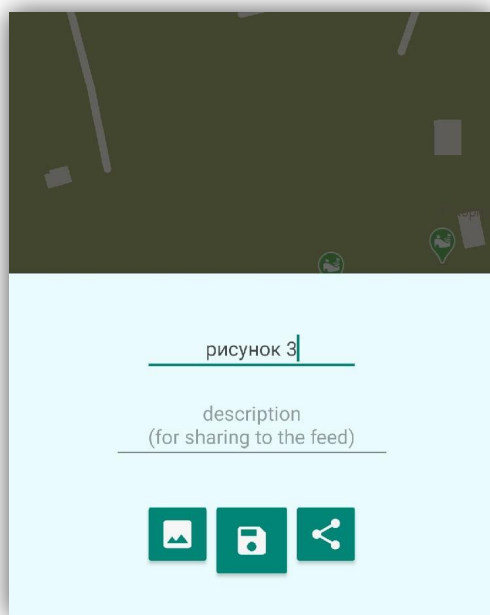 рисунок 3
description
(for sharing to the feed)